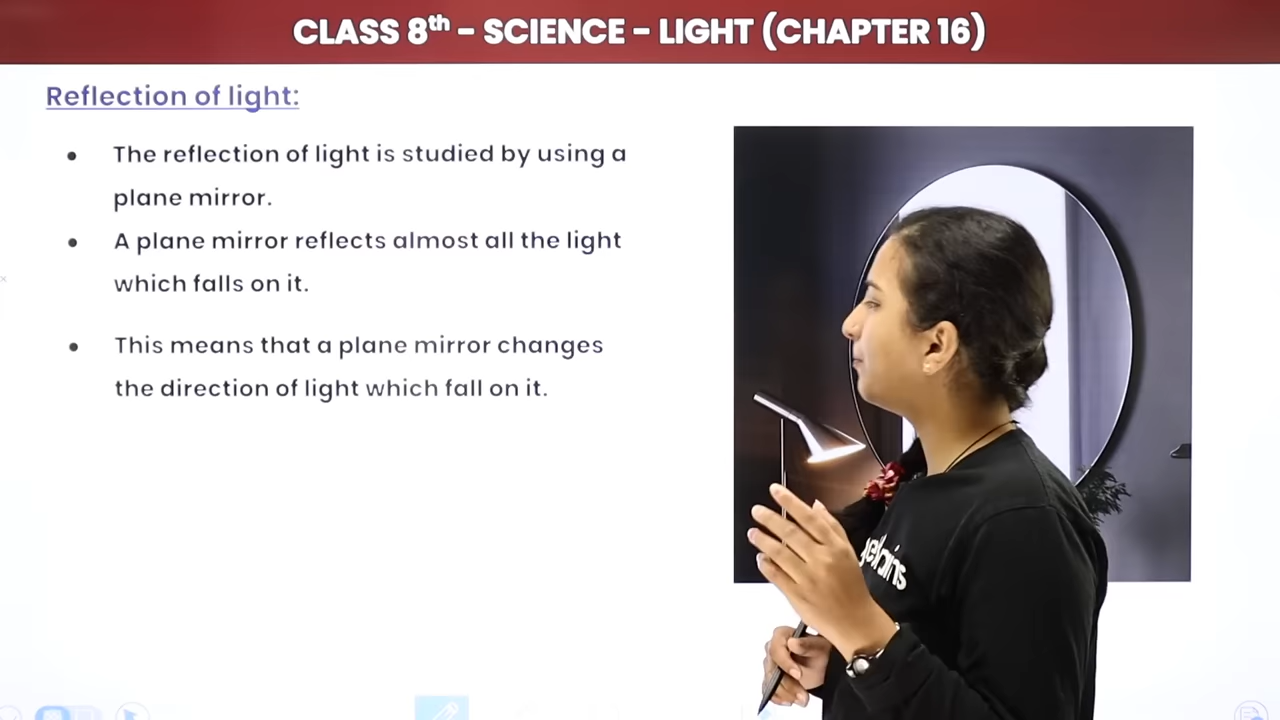 CLASS 8th – SCIENCE – LIGHT (CHAPTER 16)
Reflection of light:
• The reflection of light is studied by using a
plane mirror.
• A plane mirror reflects almost all the light
which falls on it.
• This means that a plane mirror changes
the direction of light which fall on it.